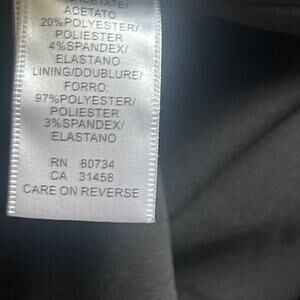 ACETATE/
ACETATO
20%POLYESTER/
POLIESTER
4%SPANDEX/
ELASTANO
LINING/DOUBLURE/
FORRO:
97%POLYESTER/
POLIESTER
3%SPANDEX/
ELASTANO
RN 80734
CA 31458
CARE ON REVERSE